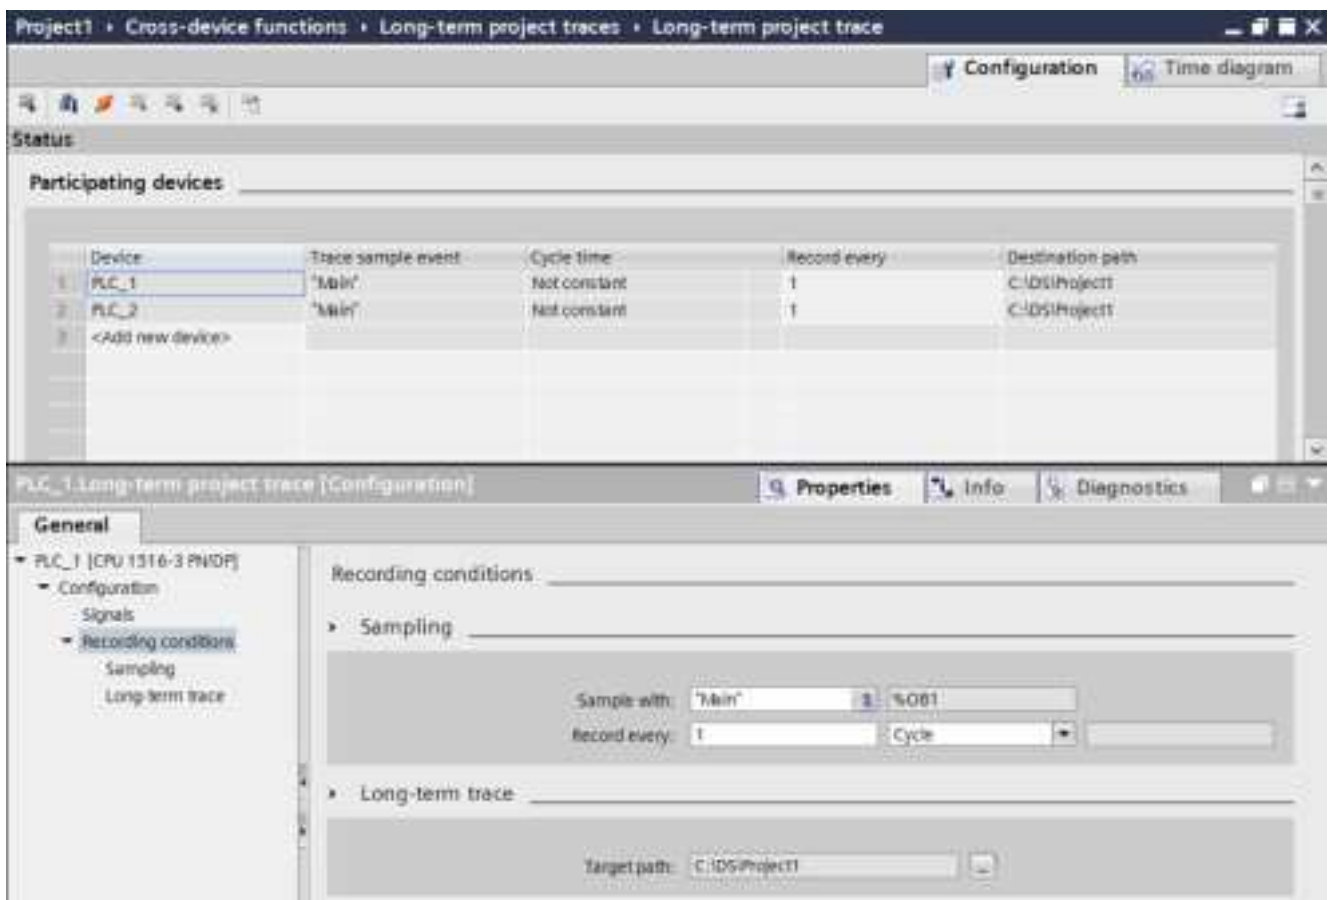 Project1 › Cross-device functions › Long-term project traces › Long-term project trace
Configuration Time diagram
Status
Participating devices
Device Trace sample event Cycle time Record every Destination path
1 PLC_1 "Main" Not constant 1 C:\DS\Project1
2 PLC_2 "Main" Not constant 1 C:\DS\Project1
3 <Add new device>
PLC_1.Long-term project trace [Configuration] Properties Info Diagnostics
General
PLC_1 [CPU 1516-3 PN/DP]
Configuration
Signals
Recording conditions
Sampling
Long-term trace
Recording conditions
Sampling
Sample with: "Main" %OB1
Record every: 1 Cycle
Long-term trace
Target path: C:\DS\Project1 ...